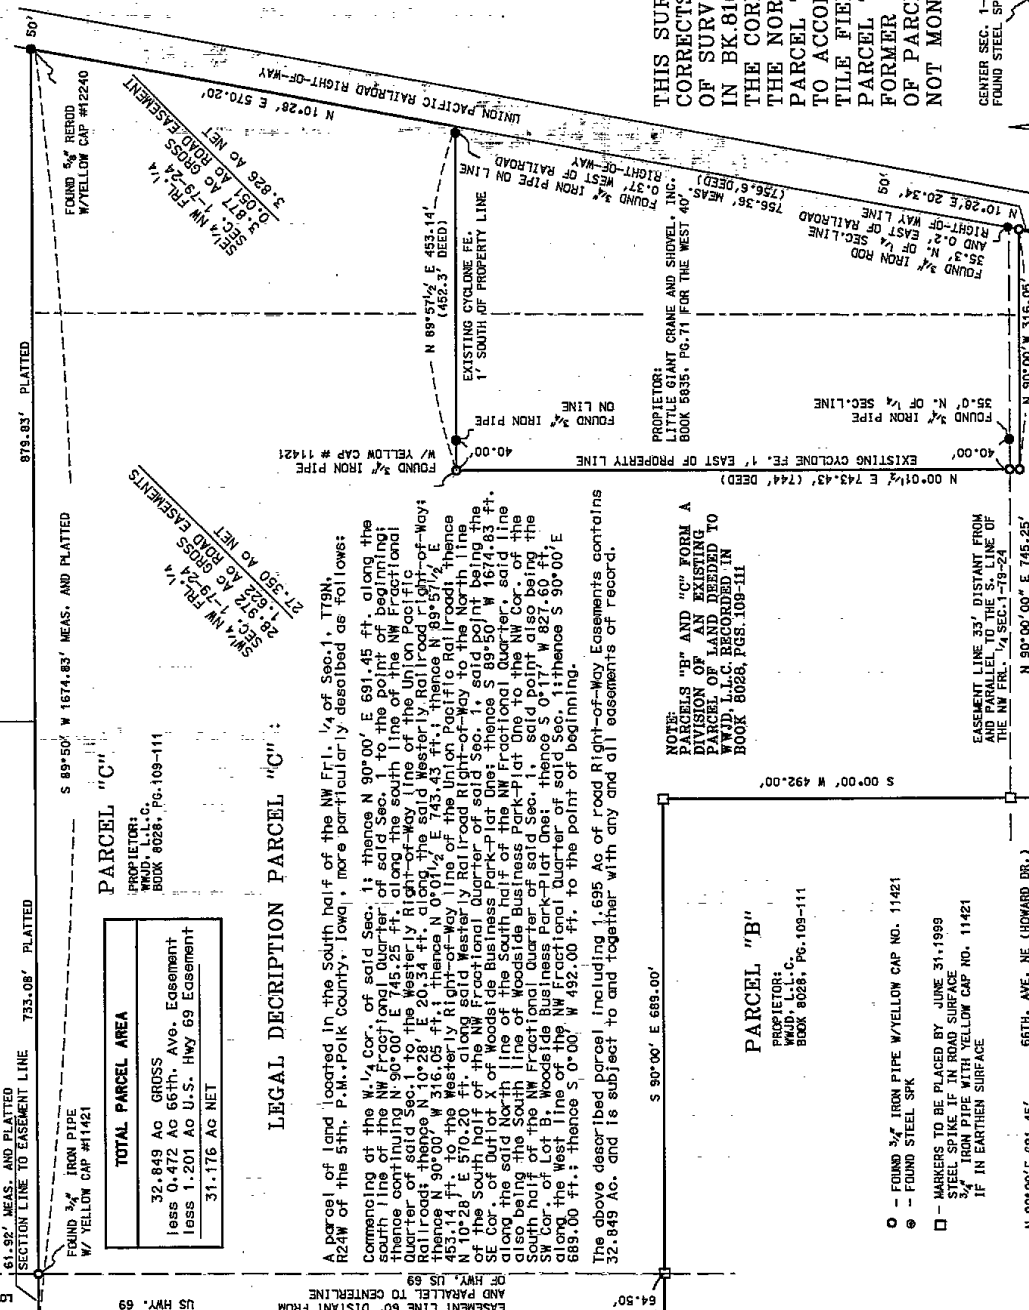 61.92' MEAS. AND PLATTED
SECTION LINE TO EASEMENT LINE
733.08' PLATTED
879.83' PLATTED
50'
S 89°50' W 1674.83' MEAS. AND PLATTED
FOUND 3/4" IRON PIPE
W/ YELLOW CAP #11421
FOUND 5/8" REROD
W/YELLOW CAP #12240
PARCEL "C"
PROPIETOR:
WWJD, L.L.C.
BOOK 8028, PG.109-111
TOTAL PARCEL AREA
32.849 Ac GROSS
less 0.472 Ac 66th. Ave. Easement
less 1.201 Ac U.S. Hwy 69 Easement
31.176 Ac NET
SW1/4 NW FRL. 1/4
SEC. 1-79-24
28.972 Ac GROSS
1.622 Ac ROAD EASEMENTS
27.350 Ac NET
SE1/4 NW FRL. 1/4
SEC. 1-79-24
3.877 Ac GROSS
0.051 Ac ROAD EASEMENT
3.826 Ac NET
N 10°28' E 570.20'
UNION PACIFIC RAILROAD RIGHT-OF-WAY
LEGAL DECRIPTION PARCEL "C" :
A parcel of land located in the South half of the NW Frl. 1/4 of Sec.1, T79N,
R24W of the 5th. P.M.,Polk County, Iowa , more particularly descibed as follows:
Commencing at the W.1/4 Cor. of said Sec. 1; thence N 90°00' E 691.45 ft. along the
south line of the NW Fractional Quarter of said Sec. 1 to the point of beginning;
thence continuing N 90°00' E 745.25 ft. along the south line of the NW Fractional
Quarter of said Sec.1 to the Westerly Right-of-Way line of the Union Pacific
Railroad; thence N 10°28' E 20.34 ft. along the said Westerly Railroad right-of-Way;
thence N 90°00' W 316.05 ft.; thence N 0°01 1/2' E 743.43 ft.; thence N 89°57 1/2' E
453.14 ft. to the Westerly Right-of-Way line of the Union Pacific Railroad; thence
N 10°28' E 570.20 ft. along said Westerly Railroad Right-of-Way to the North line
of the South half of the NW Fractional Quarter of said Sec. 1, said point being the
SE Cor. of Outlot X of Woodside Business Park-Plat One; thence S 89°50' W 1674.83 ft.
along the said North line of the South half of the NW Fractional Quarter, said line
also being the South line of Woodside Business Park-Plat One to the NW Cor. of the
South half of the NW Fractional Quarter of said Sec. 1, said point also being the
SW Cor. of Lot B, Woodside Business Park-Plat One; thence S 0°17' W 827.60 ft.
along the West line of the NW Fractional Quarter of said Sec. 1;thence S 90°00'E
689.00 ft.; thence S 0°00' W 492.00 ft. to the point of beginning.
The above described parcel including 1.695 Ac of road Right-of-Way Easements contains
32.849 Ac. and is subject to and together with any and all easements of record.
FOUND 3/4" IRON PIPE
W/ YELLOW CAP # 11421
40.00'
FOUND 3/4" IRON PIPE
ON LINE
N 89°57 1/2' E 453.14'
(452.3' DEED)
EXISTING CYCLONE FE.
1' SOUTH OF PROPERTY LINE
FOUND 3/4" IRON PIPE ON LINE
0.37' WEST OF RAILROAD
RIGHT-OF-WAY
756.36' MEAS.
(756.6' DEED)
N 00°01 1/2' E 743.43' (744' DEED)
EXISTING CYCLONE FE. 1' EAST OF PROPERTY LINE
PROPIETOR:
LITTLE GIANT CRANE AND SHOVEL, INC.
BOOK 5835, PG.71 FOR THE WEST 40'
FOUND 3/4" IRON PIPE
35.0' N. OF 1/4 SEC.LINE
40.00'
FOUND 3/4" IRON ROD
35.3' N. OF 1/4 SEC.LINE
AND 0.2' EAST OF RAILROAD
RIGHT-OF WAY LINE
N 10°28'E 20.34'
50'
N 90°00'W 316.05'
THIS SUR
CORRECTS
OF SURV
IN BK.81
THE COR
THE NOR
PARCEL "
TO ACCO
TILE FIE
PARCEL "
FORMER
OF PARC
NOT MON
CENTER SEC. 1-
FOUND STEEL SP
NOTE:
PARCELS "B" AND "C" FORM A
DIVISION OF AN EXISTING
PARCEL OF LAND DEEDED TO
WWJD, L.L.C. RECORDED IN
BOOK 8028, PGS.109-111
S 00°00' W 492.00'
EASEMENT LINE 33' DISTANT FROM
AND PARALLEL TO THE S. LINE OF
THE NW FRL. 1/4 SEC.1-79-24
N 90°00'00" E 745.25'
S 90°00' E 689.00'
PARCEL "B"
PROPIETOR:
WWJD, L.L.C.
BOOK 8028, PG.109-111
O - FOUND 3/4" IRON PIPE W/YELLOW CAP NO. 11421
- FOUND STEEL SPK
□ - MARKERS TO BE PLACED BY JUNE 31,1999
STEEL SPIKE IF IN ROAD SURFACE
3/4" IRON PIPE WITH YELLOW CAP NO. 11421
IF IN EARTHEN SURFACE
66TH. AVE. NE (HOWARD DR.)
N 90°00'E 691.45'
US HWY. 69
EASEMENT LINE 60' DISTANT FROM
AND PARALLEL TO CENTERLINE
OF HWY. US 69
64.50'